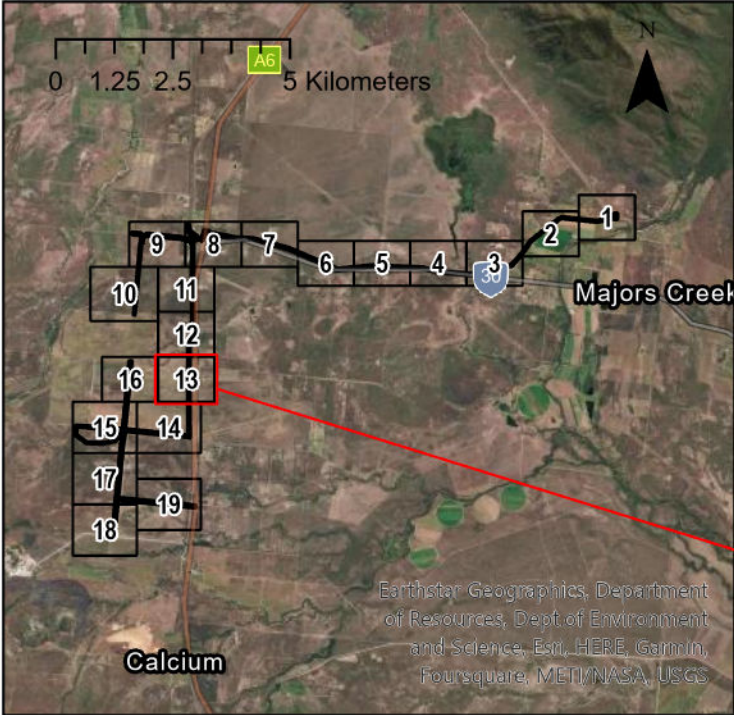 A6
N
0 1.25 2.5 5 Kilometers
1
2
9 8 7 6 5 4 3
30
10 11
Majors Creek
12
16 13
15 14
17
19
18
Earthstar Geographics, Department
of Resources, Dept of Environment
and Science, Esri, HERE, Garmin,
Foursquare, METI/NASA, USGS
Calcium